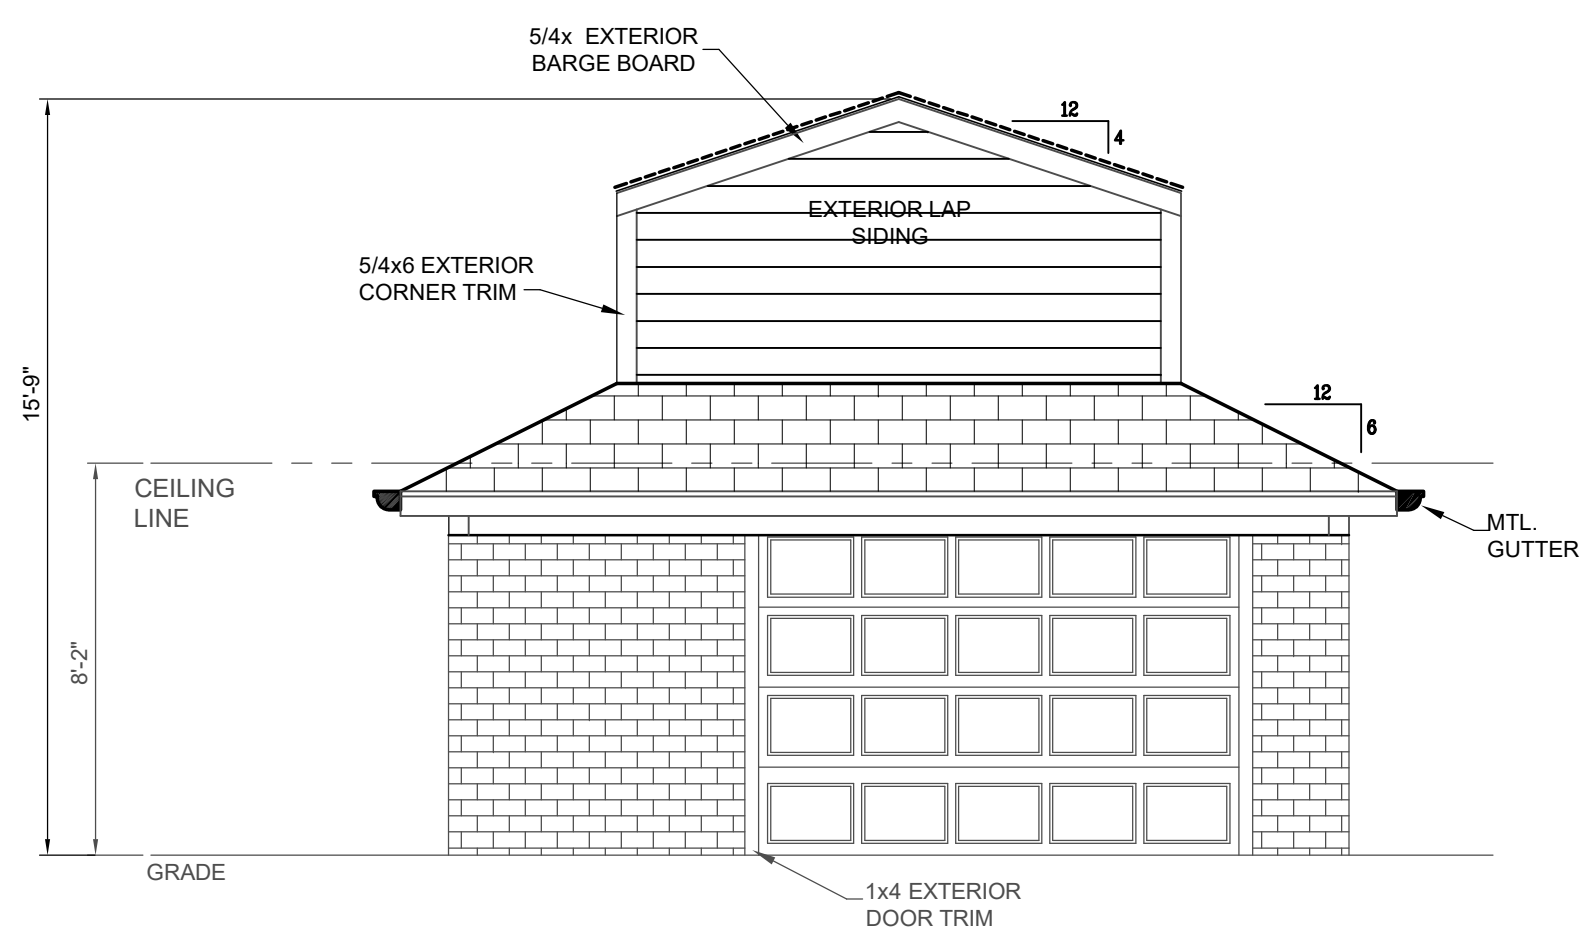 5/4x EXTERIOR
BARGE BOARD
12
4
EXTERIOR LAP
SIDING
5/4x6 EXTERIOR
CORNER TRIM
15'-9"
12
6
CEILING
LINE
MTL.
GUTTER
8'-2"
GRADE
1x4 EXTERIOR
DOOR TRIM